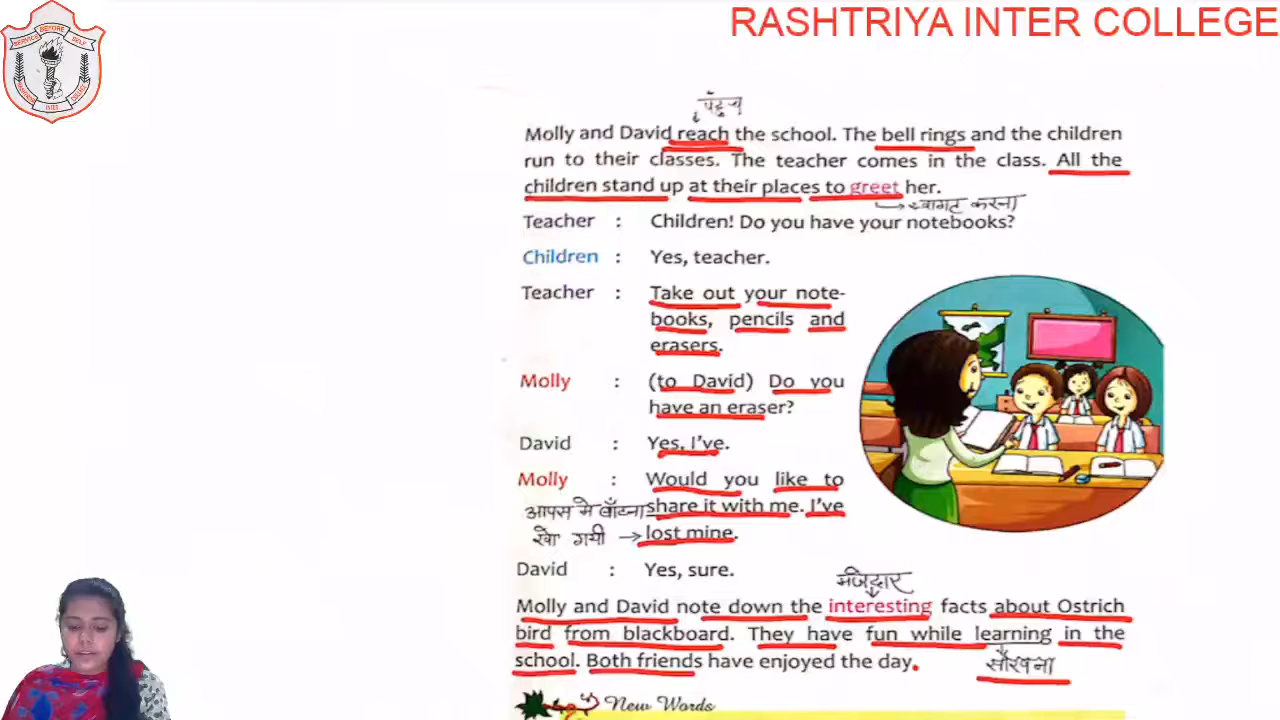 RASHTRIYA INTER COLLEGE
SERVICE BEFORE SELF
RASHTRIYA INTER COLLEGE
पहुँच
Molly and David reach the school. The bell rings and the children
run to their classes. The teacher comes in the class. All the
children stand up at their places to greet her.
स्वागत करना
Teacher : Children! Do you have your notebooks?
Children : Yes, teacher.
Teacher : Take out your note-
books, pencils and
erasers.
Molly : (to David) Do you
have an eraser?
David : Yes, I've.
Molly : Would you like to
आपस मे बाँटना share it with me. I've
खो गयी → lost mine.
David : Yes, sure.
मजेदार
Molly and David note down the interesting facts about Ostrich
bird from blackboard. They have fun while learning in the
school. Both friends have enjoyed the day.
सीखना
New Words